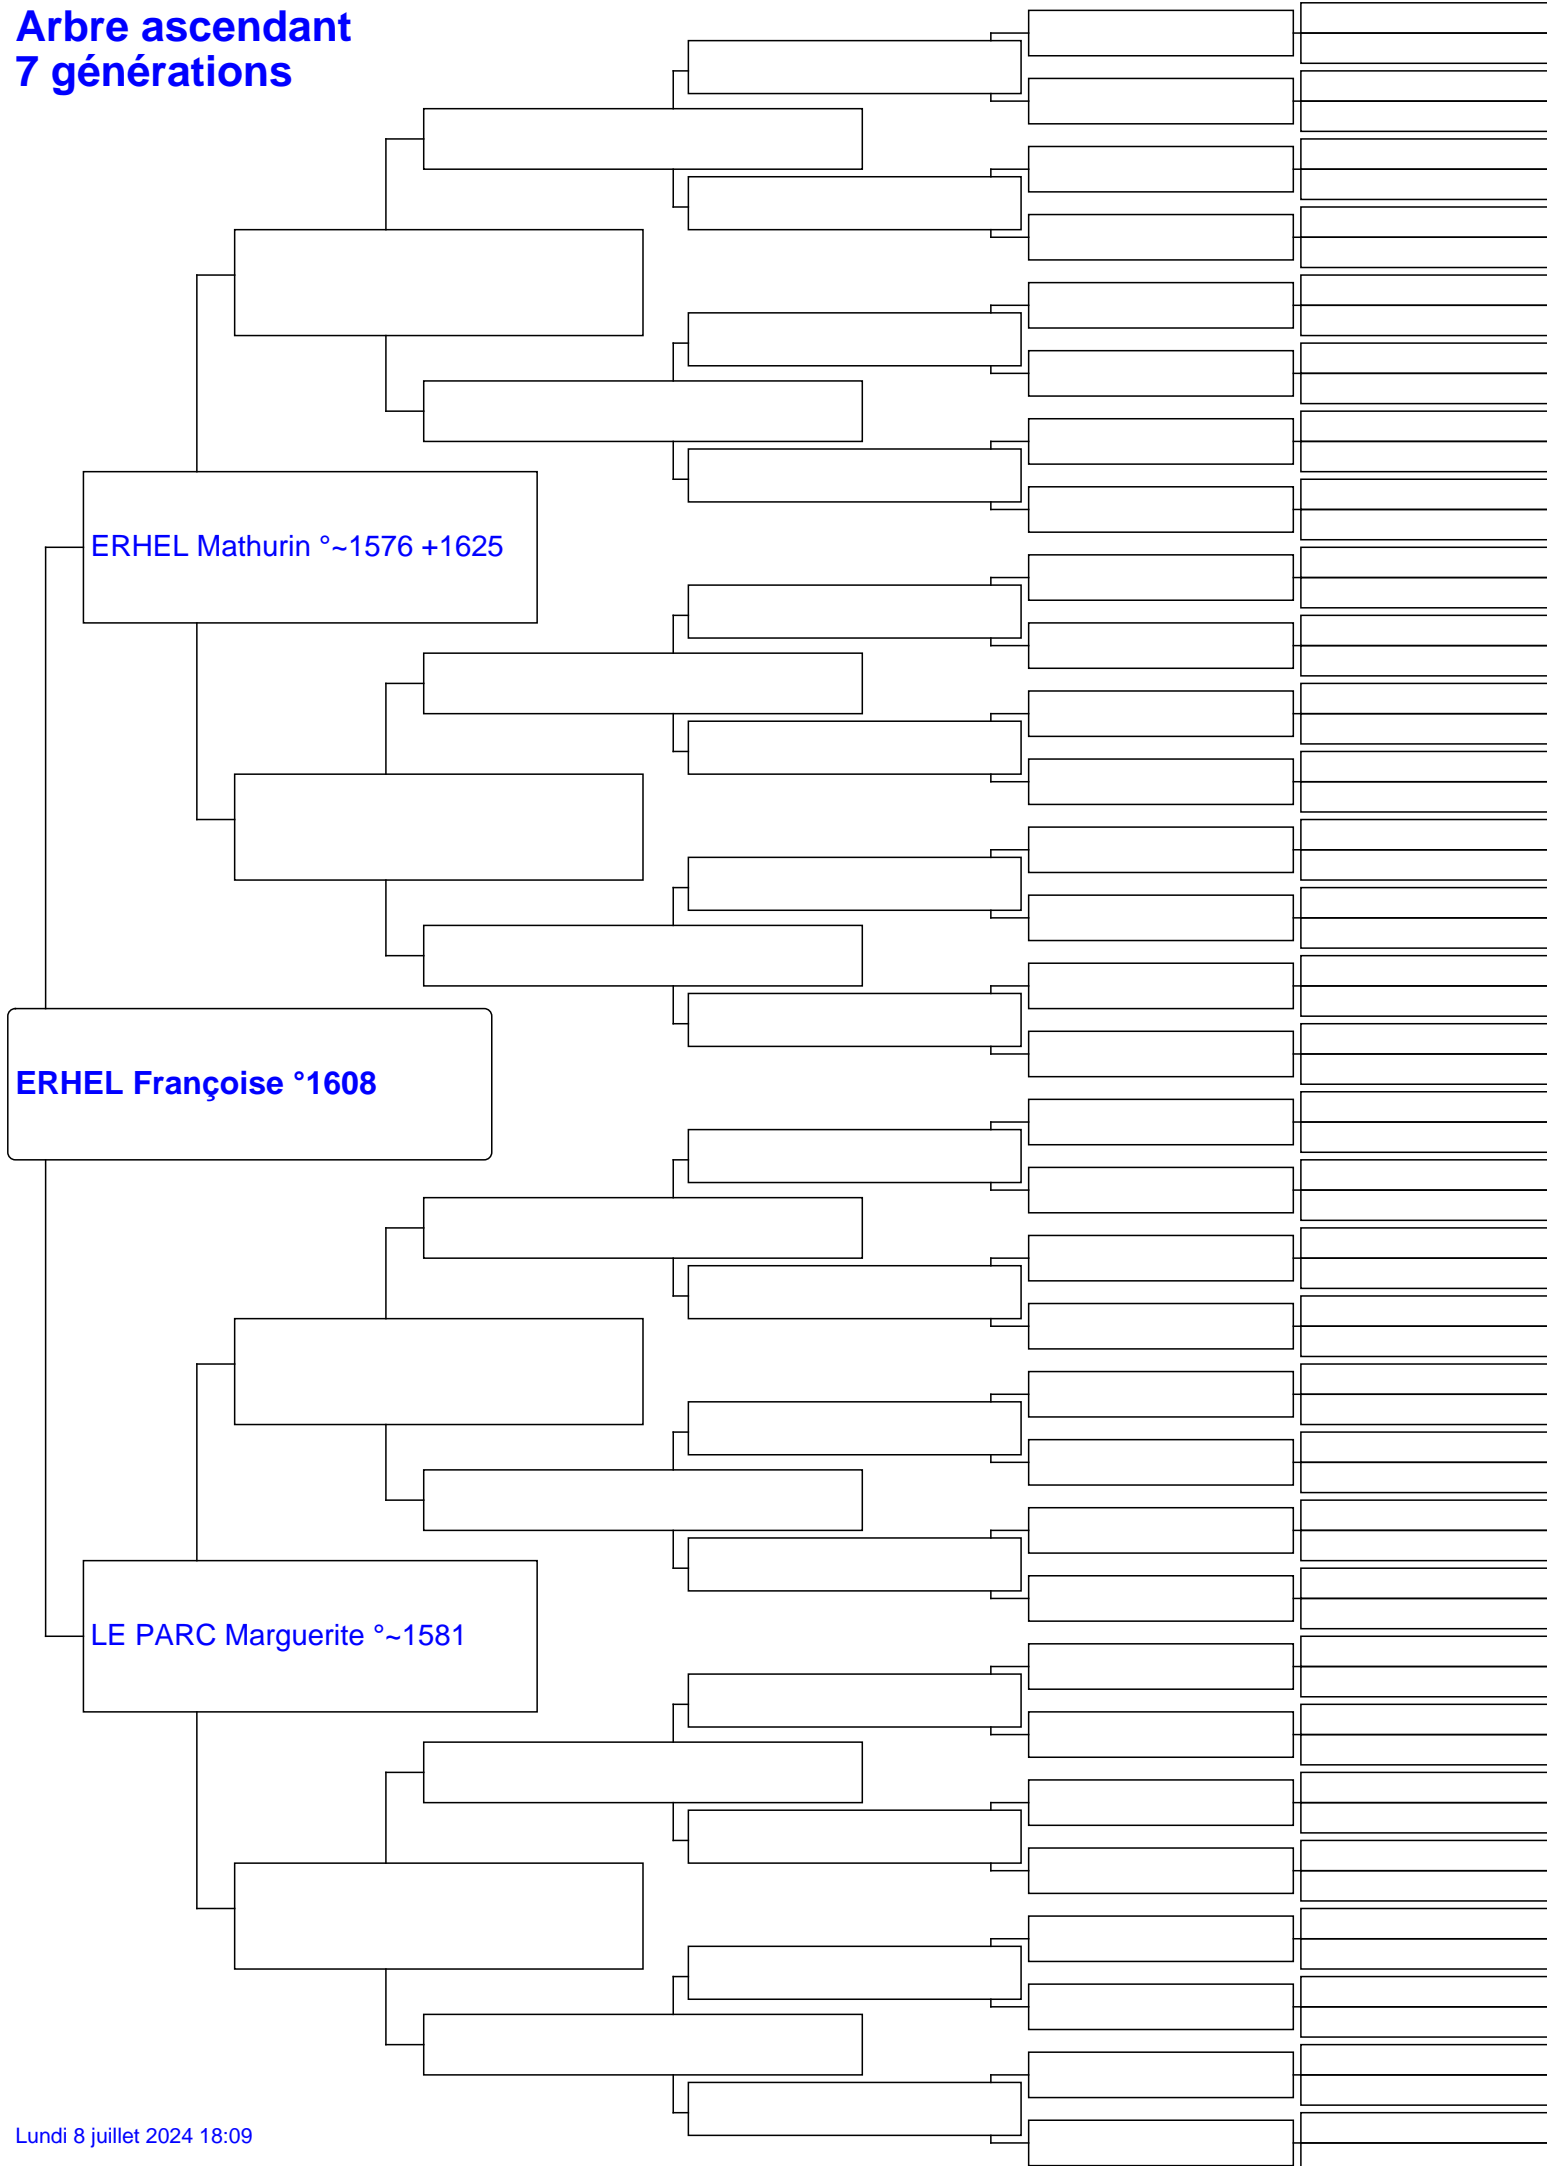 Arbre ascendant
7 générations
ERHEL Mathurin °~1576 +1625
ERHEL Françoise °1608
LE PARC Marguerite °~1581
Lundi 8 juillet 2024 18:09